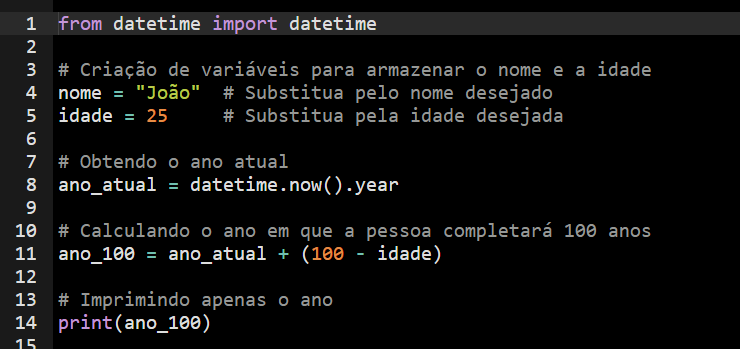 1 from datetime import datetime
2
3 # Criação de variáveis para armazenar o nome e a idade
4 nome = "João"  # Substitua pelo nome desejado
5 idade = 25     # Substitua pela idade desejada
6
7 # Obtendo o ano atual
8 ano_atual = datetime.now().year
9
10 # Calculando o ano em que a pessoa completará 100 anos
11 ano_100 = ano_atual + (100 - idade)
12
13 # Imprimindo apenas o ano
14 print(ano_100)
15